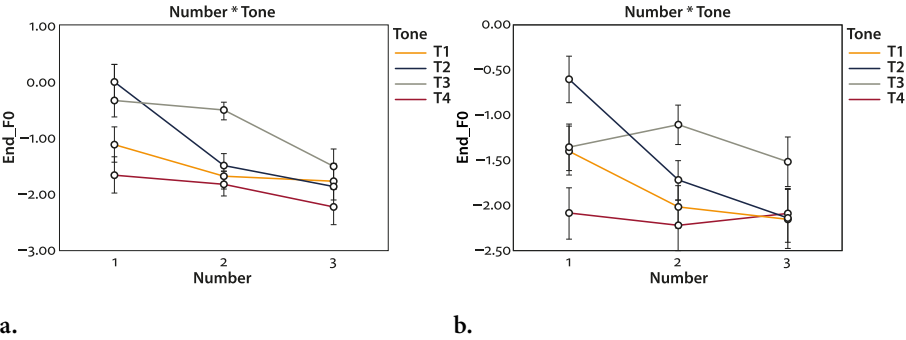 Number * Tone
1.00
0.00
−1.00
−2.00
−3.00
End_F0
1 2 3
Number
Tone
T1
T2
T3
T4
a.
Number * Tone
0.00
−0.50
−1.00
−1.50
−2.00
−2.50
End_F0
1 2 3
Number
Tone
T1
T2
T3
T4
b.